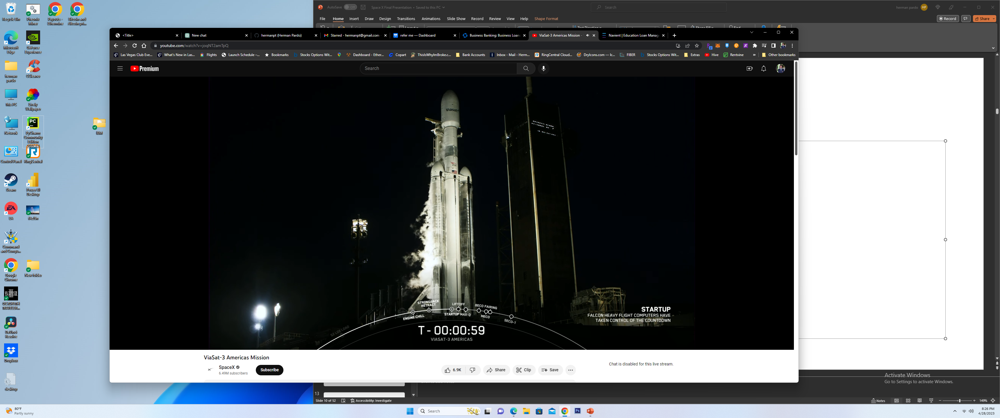 Recycle Bin
Pheonix Miner
Payouts - Ethermine
Bitcoin and Altcoin pri...
Microsoft Edge
GeForce Experience
herman pardo
CCleaner
This PC
Lively Wallpaper
Network
PyCharm Community Edition
IBM
Control Panel
RingCentral
Steam
Power BI Desktop
EA
Command and Conqu...
Google Chrome
New folder
OCTOPATH TRAVELER...
DaVinci Resolve
Dropbox
desktop
AutoSave Off Space X Final Presentation • Saved to this PC Search herman pardo HP
File Home Insert Draw Design Transitions Animations Slide Show Record Review View Help Shape Format Record Share
<Title> New chat hermanpt (Herman Pardo) Starred - hermanpt@gmail.com refer me — Dashboard Business Banking: Business Loans ViaSat-3 Americas Mission - Navient | Education Loan Manag
youtube.com/watch?v=joqNT2amTpQ
Las Vegas Club Eve... What's New in Las... Flights Launch Schedule –... Bookmarks Stocks Options Wit... Dashboard - Ether... Copart ThisIsWhyImBroke.c... Bank Accounts Inbox - Mail - Herm... RingCentral Cloud... DryIcons.com — Ic... FIBER Stocks Options Wit... Extras Hive Rentvine » Other bookmarks
Premium Search
Viasat
STRONGBACK RETRACT
LIFTOFF
BECO FAIRING
ENGINE CHILL
STARTUP MAX-Q
MECO
SECO-1
S2 LOX LOAD
STARTUP
FALCON HEAVY FLIGHT COMPUTERS HAVE
TAKEN CONTROL OF THE COUNTDOWN
T - 00:00:59
VIASAT-3 AMERICAS
ViaSat-3 Americas Mission
SpaceX
6.49M subscribers
Subscribe
6.9K Share Clip Save
Chat is disabled for this live stream.
Activate Windows
Go to Settings to activate Windows.
13
Slide 10 of 52 Accessibility: Investigate Notes 149%
80°F
Partly sunny
Search
8:26 PM
4/28/2023